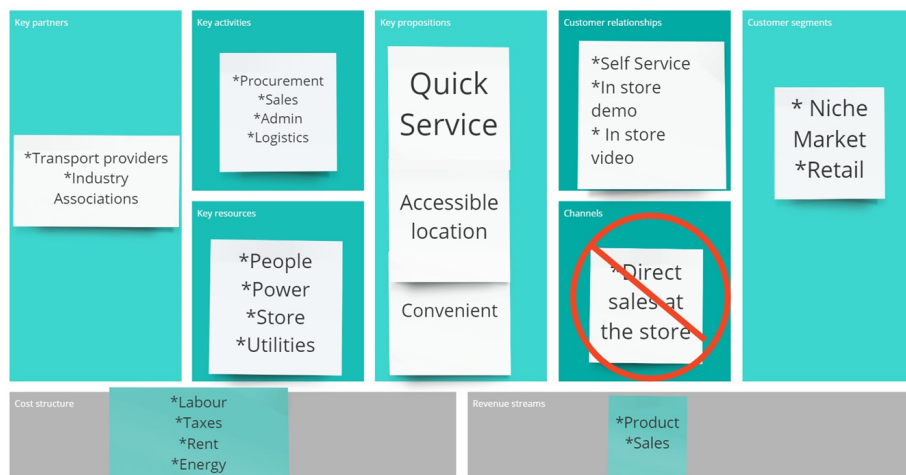 Key partners
*Transport providers
*Industry
Associations
Key activities
*Procurement
*Sales
*Admin
*Logistics
Key resources
*People
*Power
*Store
*Utilities
Key propositions
Quick
Service
Accessible
location
Convenient
Customer relationships
*Self Service
*In store
demo
* In store
video
Channels
*Direct
sales at
the store
Customer segments
* Niche
Market
*Retail
Cost structure
*Labour
*Taxes
*Rent
*Energy
Revenue streams
*Product
*Sales